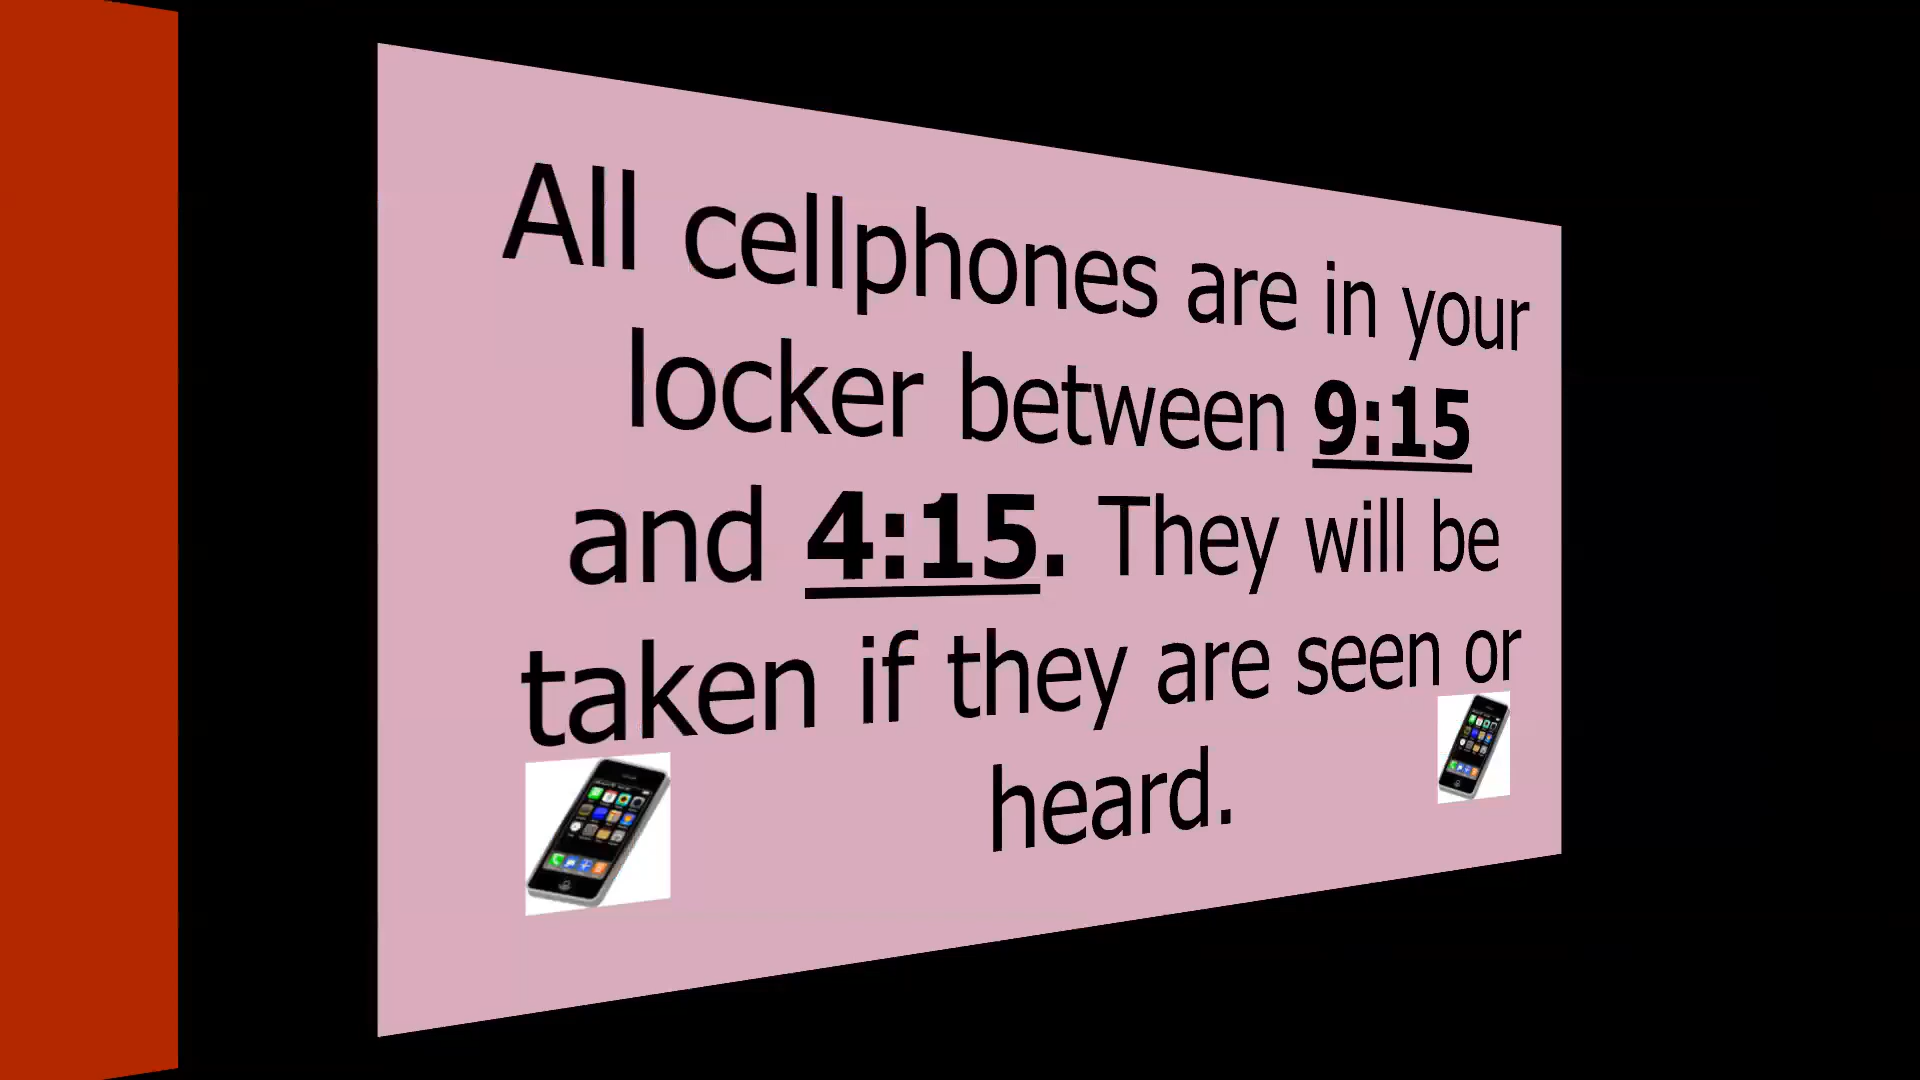 All cellphones are in your
locker between 9:15
and 4:15. They will be
taken if they are seen or
heard.